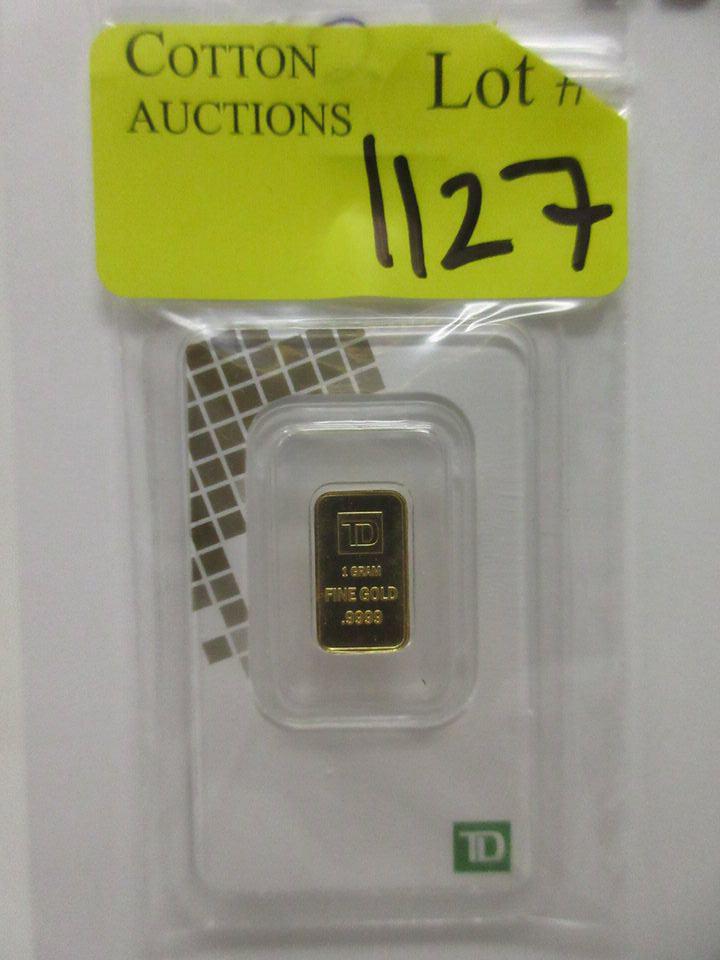 COTTON
AUCTIONS
Lot #
1127
TD
1 GRAM
FINE GOLD
.9999
TD